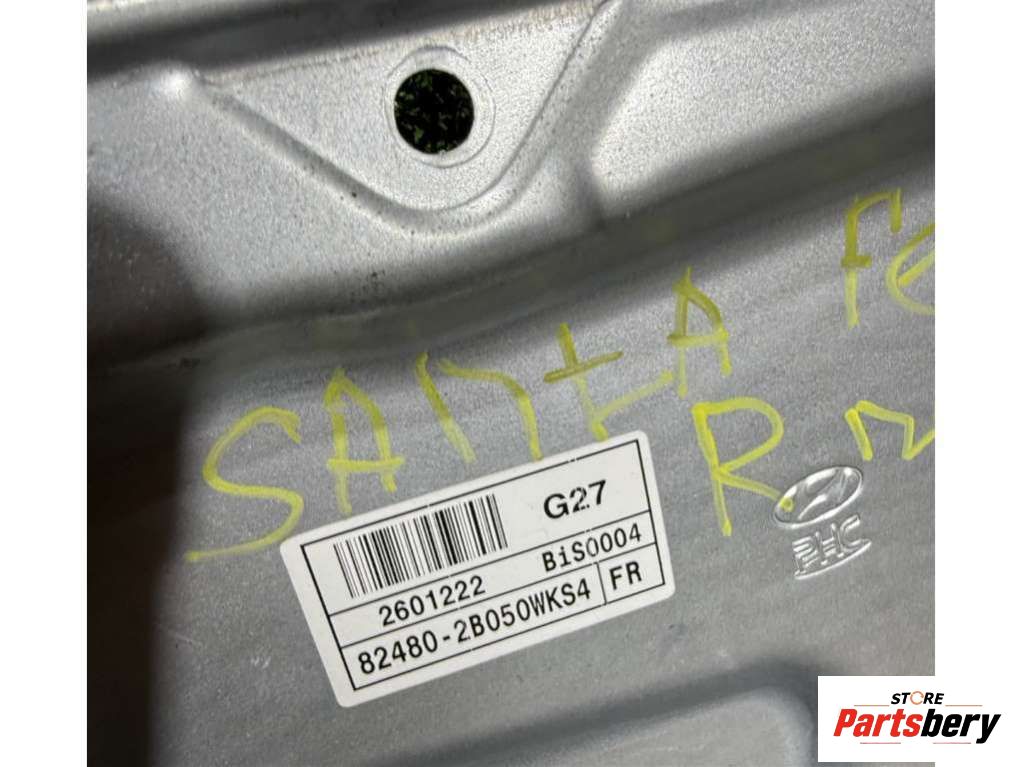 SANTA Fe
R
G27
2601222 BiS0004
82480-2B050WKS4 FR
PHC
STORE
Partsbery